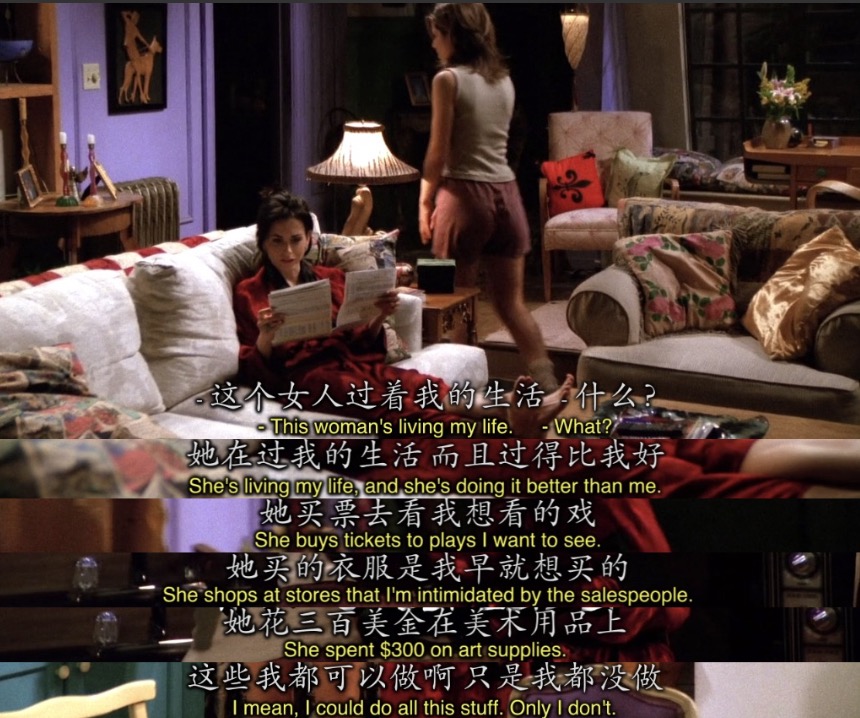 -这个女人过着我的生活 -什么?
- This woman's living my life. - What?
她在过我的生活 而且过得比我好
She's living my life, and she's doing it better than me.
她买票去看我想看的戏
She buys tickets to plays I want to see.
她买的衣服是我早就想买的
She shops at stores that I'm intimidated by the salespeople.
她花三百美金在美术用品上
She spent $300 on art supplies.
这些我都可以做啊 只是我都没做
I mean, I could do all this stuff. Only I don't.